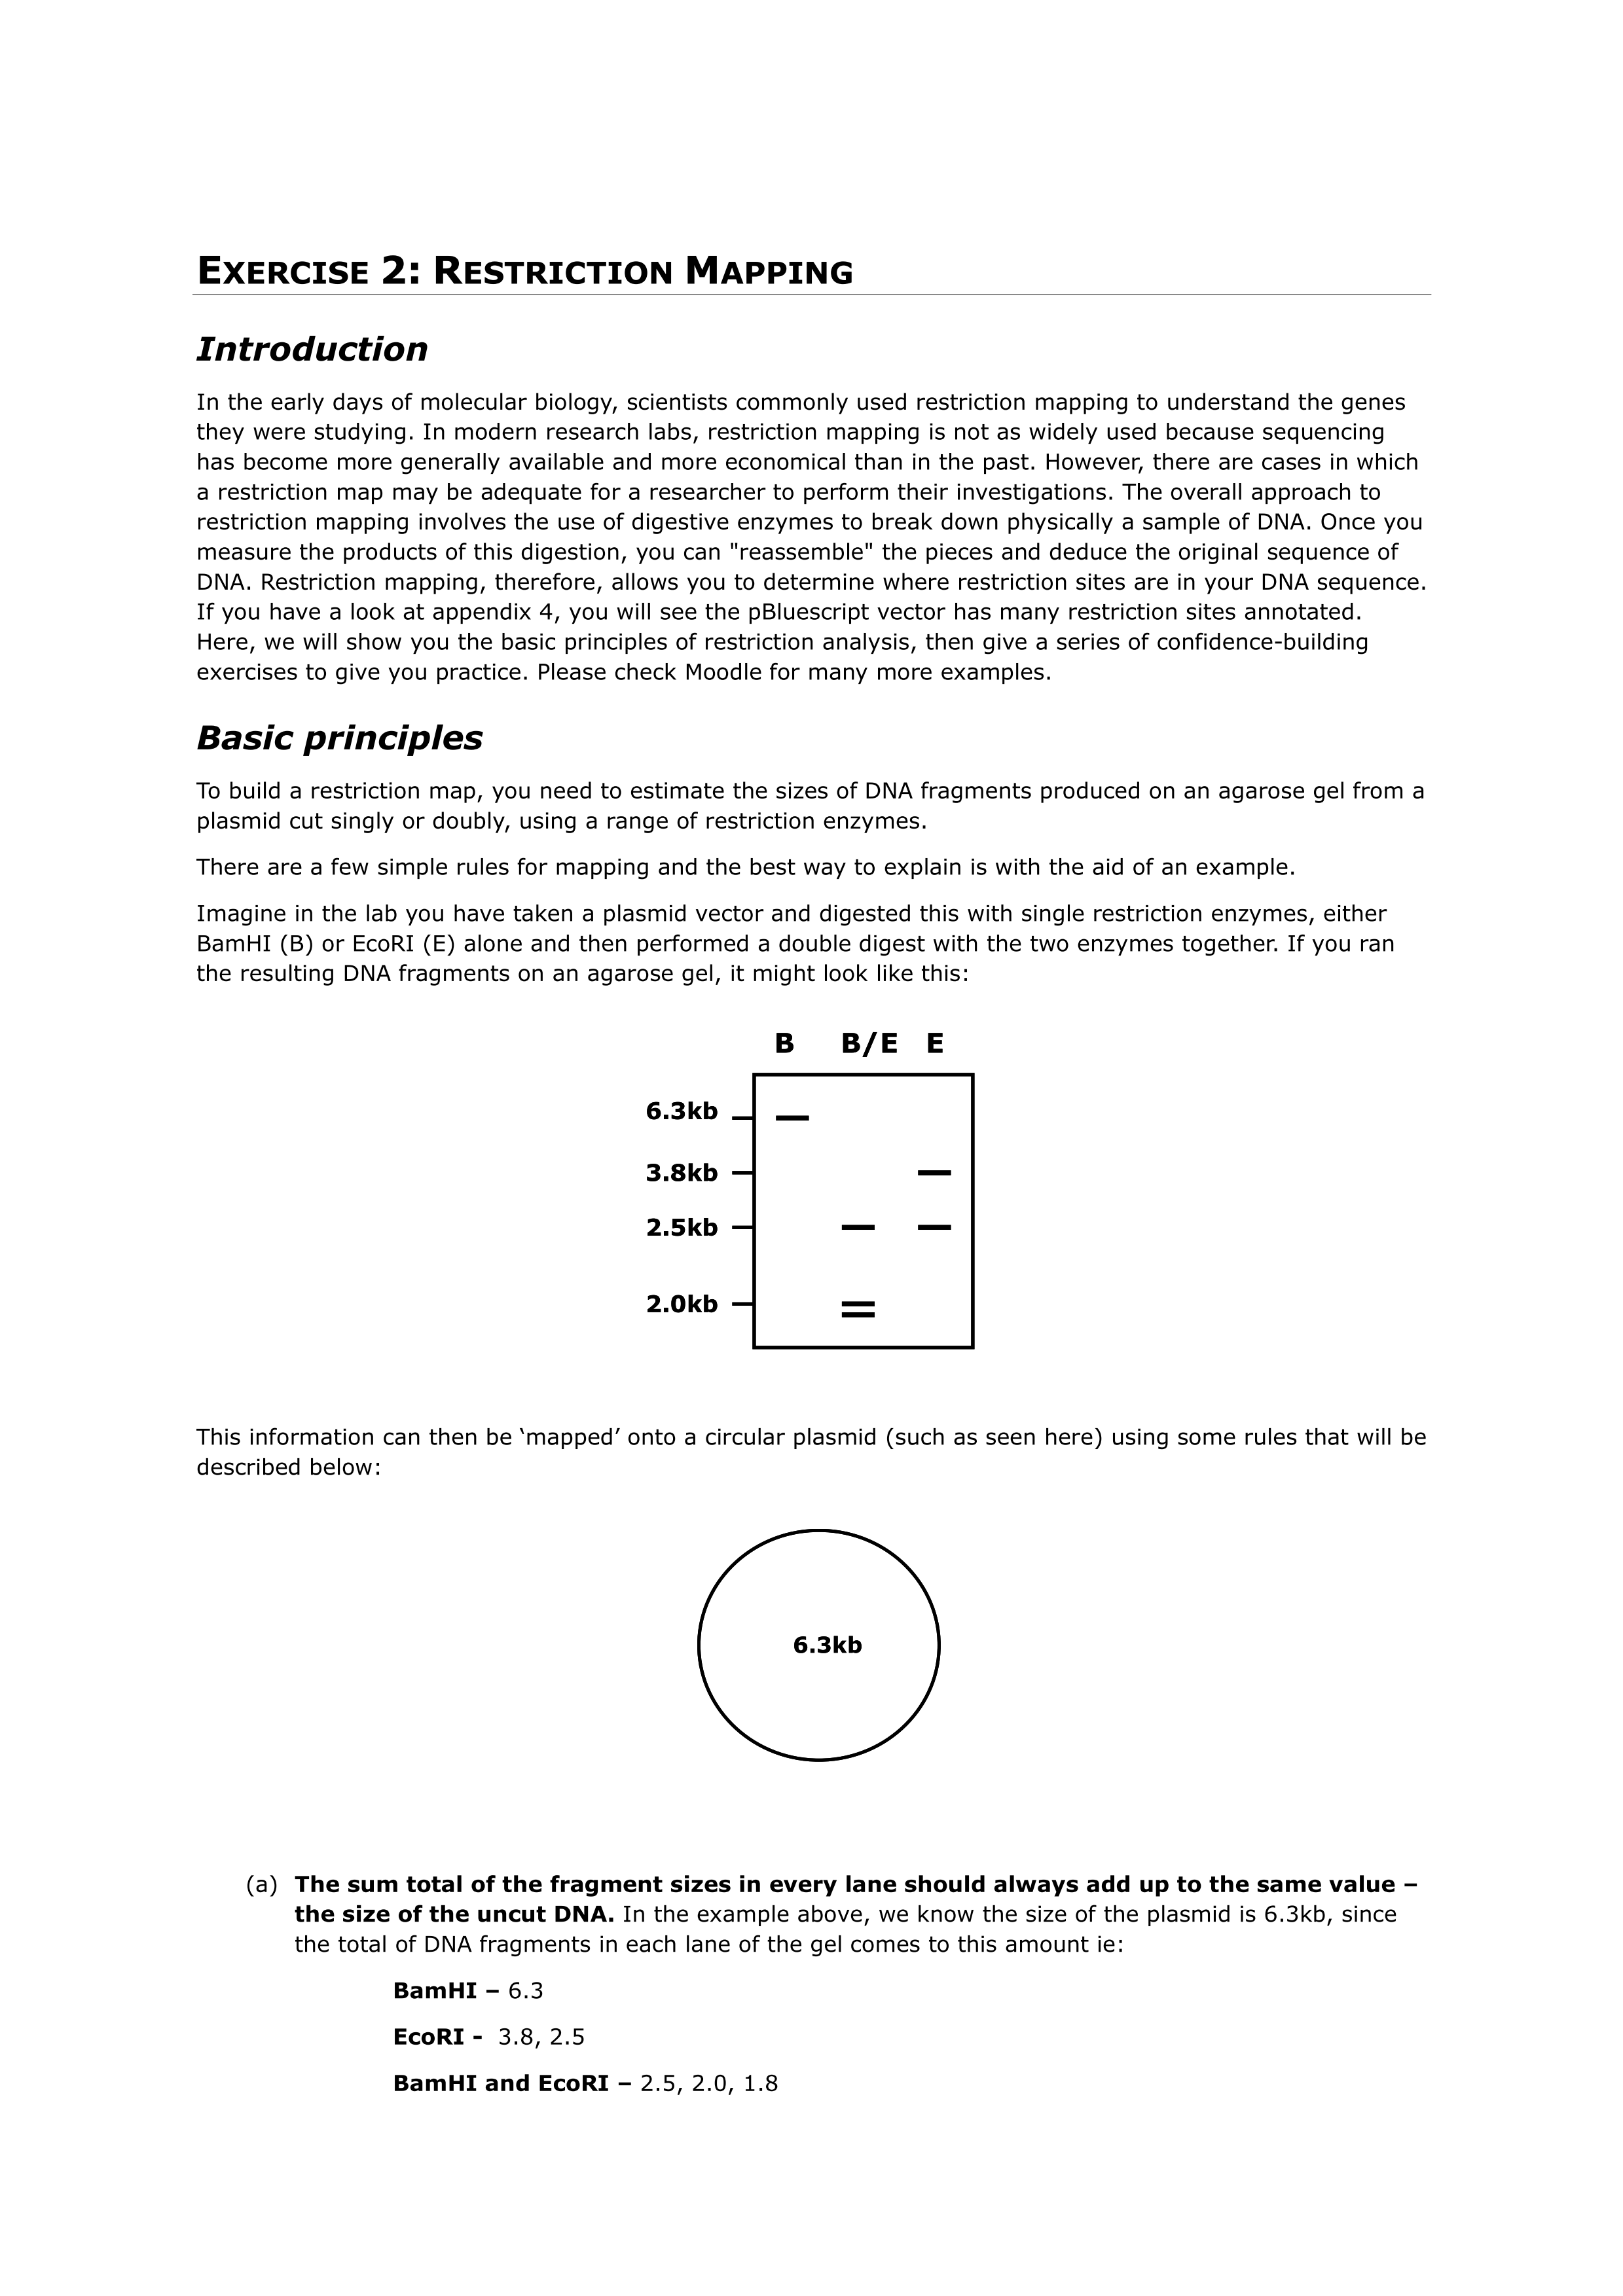 EXERCISE 2: RESTRICTION MAPPING
Introduction
In the early days of molecular biology, scientists commonly used restriction mapping to understand the genes
they were studying. In modern research labs, restriction mapping is not as widely used because sequencing
has become more generally available and more economical than in the past. However, there are cases in which
a restriction map may be adequate for a researcher to perform their investigations. The overall approach to
restriction mapping involves the use of digestive enzymes to break down physically a sample of DNA. Once you
measure the products of this digestion, you can "reassemble" the pieces and deduce the original sequence of
DNA. Restriction mapping, therefore, allows you to determine where restriction sites are in your DNA sequence.
If you have a look at appendix 4, you will see the pBluescript vector has many restriction sites annotated.
Here, we will show you the basic principles of restriction analysis, then give a series of confidence-building
exercises to give you practice. Please check Moodle for many more examples.
Basic principles
To build a restriction map, you need to estimate the sizes of DNA fragments produced on an agarose gel from a
plasmid cut singly or doubly, using a range of restriction enzymes.
There are a few simple rules for mapping and the best way to explain is with the aid of an example.
Imagine in the lab you have taken a plasmid vector and digested this with single restriction enzymes, either
BamHI (B) or EcoRI (E) alone and then performed a double digest with the two enzymes together. If you ran
the resulting DNA fragments on an agarose gel, it might look like this:
B B/E E
6.3kb
3.8kb
2.5kb
2.0kb
This information can then be ‘mapped’ onto a circular plasmid (such as seen here) using some rules that will be
described below:
6.3kb
(a) The sum total of the fragment sizes in every lane should always add up to the same value –
the size of the uncut DNA. In the example above, we know the size of the plasmid is 6.3kb, since
the total of DNA fragments in each lane of the gel comes to this amount ie:
BamHI – 6.3
EcoRI - 3.8, 2.5
BamHI and EcoRI – 2.5, 2.0, 1.8